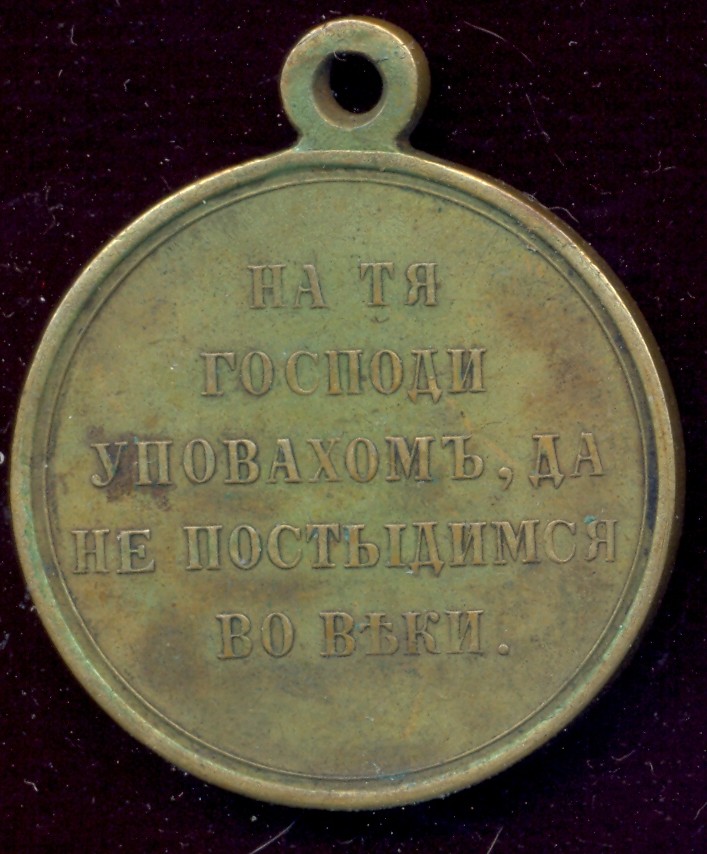 НА ТЯ
ГОСПОДИ
УПОВАХОМЪ, ДА
НЕ ПОСТЫДИМСЯ
ВО ВѢКИ.